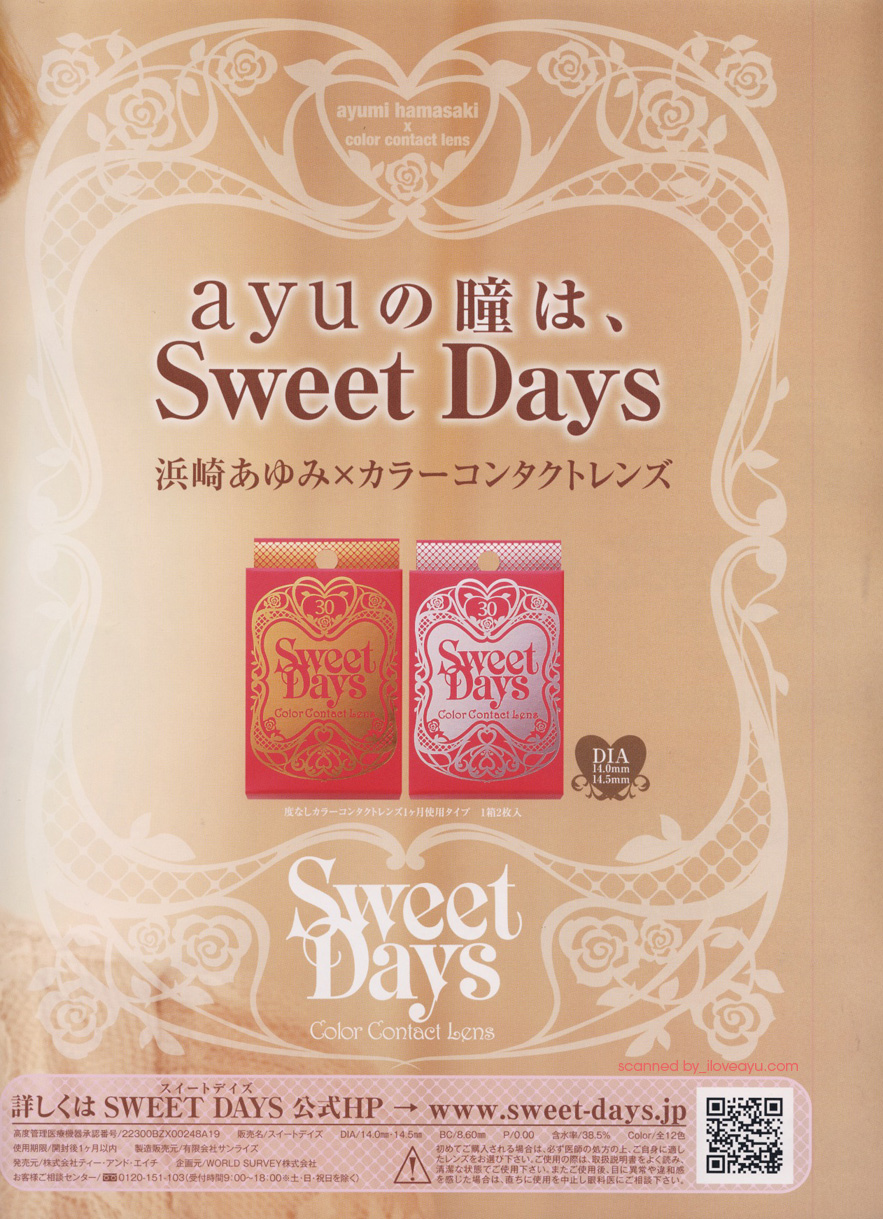 ayumi hamasaki
x
color contact lens
ayuの瞳は、
Sweet Days
浜崎あゆみ×カラーコンタクトレンズ
30
Sweet
Days
Color Contact Lens
30
Sweet
Days
Color Contact Lens
DIA
14.0mm
14.5mm
度なしカラーコンタクトレンズ1ヶ月使用タイプ 1箱2枚入
Sweet
Days
Color Contact Lens
scanned by_iloveayu.com
スイートデイズ
詳しくは SWEET DAYS 公式HP → www.sweet-days.jp
高度管理医療機器承認番号/22300BZX00248A19 販売名/スイートデイズ DIA/14.0mm・14.5mm BC/8.60mm P/0.00 含水率/38.5% Color/全12色
使用期限/開封後1ヶ月以内 製造販売元/有限会社サンライズ
発売元/株式会社ティー・アンド・エイチ 企画元/WORLD SURVEY株式会社
お客様ご相談センター/0120-151-103(受付時間9:00〜18:00※土・日・祝日を除く)
初めてご購入される場合は、必ず医師の処方の上、ご自身に適し
たレンズをお選び下さい。ご使用の際は、取扱説明書をよく読み、
清潔な状態でご使用下さい。またご使用後、目に異常や違和感
を感じた場合は、直ちに使用を中止し眼科医にご相談下さい。